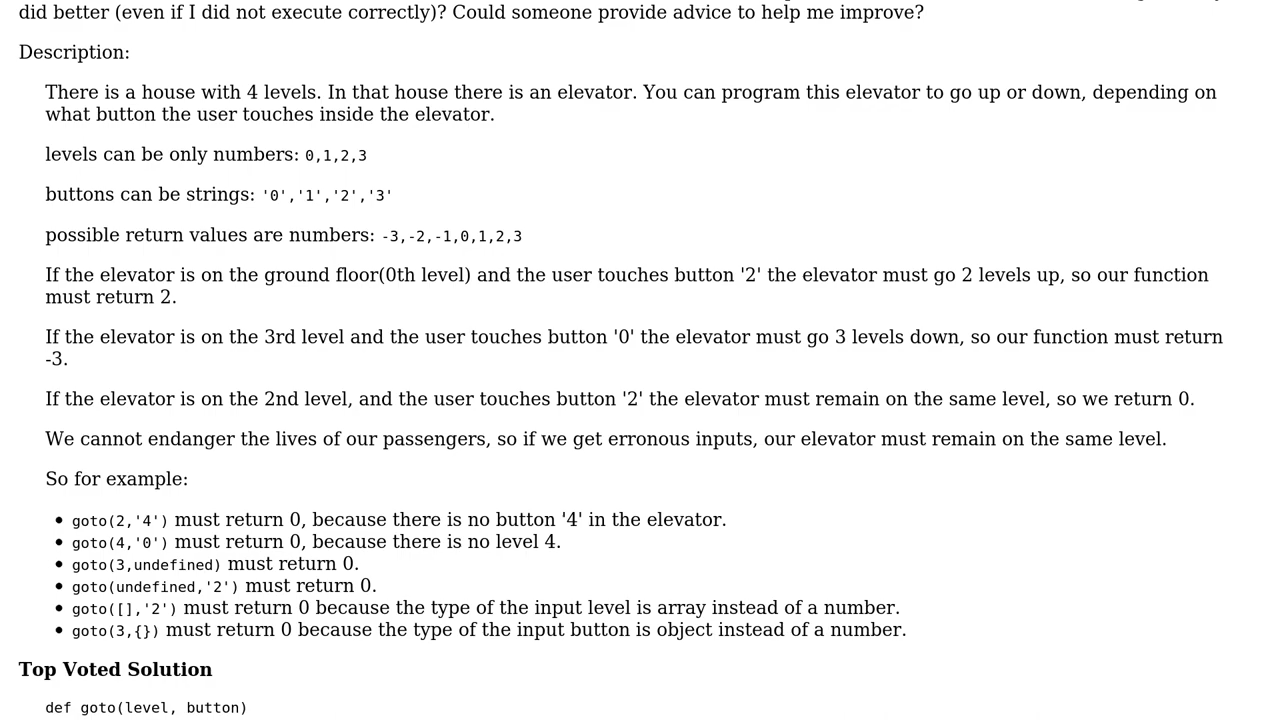 did better (even if I did not execute correctly)? Could someone provide advice to help me improve?
Description:
There is a house with 4 levels. In that house there is an elevator. You can program this elevator to go up or down, depending on
what button the user touches inside the elevator.
levels can be only numbers: 0,1,2,3
buttons can be strings: '0','1','2','3'
possible return values are numbers: -3,-2,-1,0,1,2,3
If the elevator is on the ground floor(0th level) and the user touches button '2' the elevator must go 2 levels up, so our function
must return 2.
If the elevator is on the 3rd level and the user touches button '0' the elevator must go 3 levels down, so our function must return
-3.
If the elevator is on the 2nd level, and the user touches button '2' the elevator must remain on the same level, so we return 0.
We cannot endanger the lives of our passengers, so if we get erronous inputs, our elevator must remain on the same level.
So for example:
• goto(2,'4') must return 0, because there is no button '4' in the elevator.
• goto(4,'0') must return 0, because there is no level 4.
• goto(3,undefined) must return 0.
• goto(undefined,'2') must return 0.
• goto([],'2') must return 0 because the type of the input level is array instead of a number.
• goto(3,{}) must return 0 because the type of the input button is object instead of a number.
Top Voted Solution
def goto(level, button)